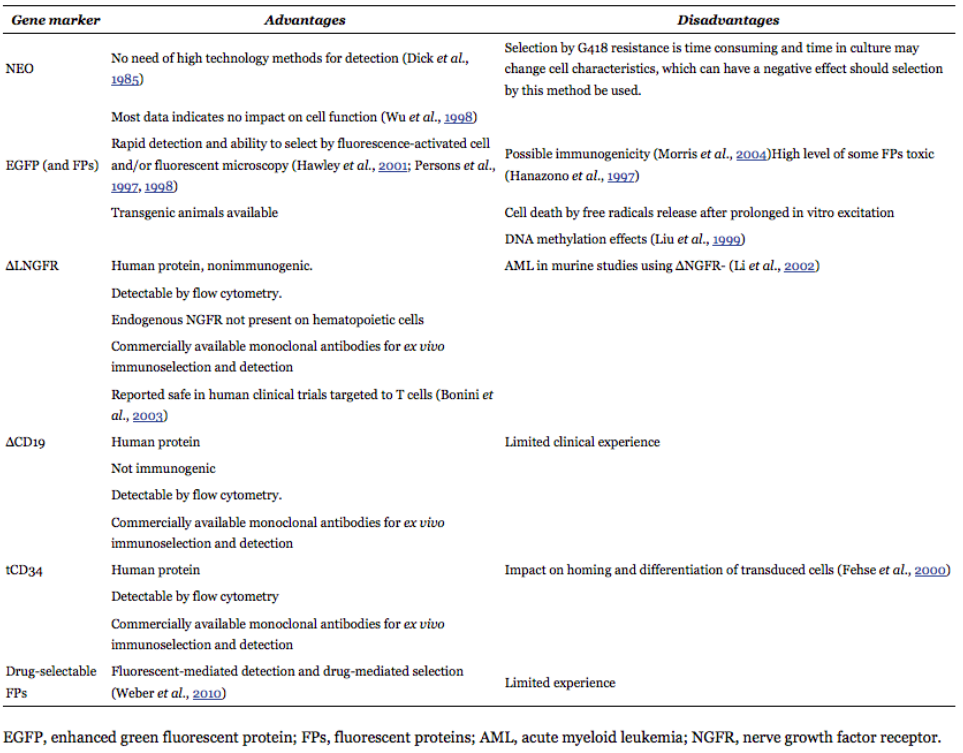 Gene marker Advantages Disadvantages
NEO
No need of high technology methods for detection (Dick et al.,
1985)
Selection by G418 resistance is time consuming and time in culture may
change cell characteristics, which can have a negative effect should selection
by this method be used.
Most data indicates no impact on cell function (Wu et al., 1998)
EGFP (and FPs)
Rapid detection and ability to select by fluorescence-activated cell
and/or fluorescent microscopy (Hawley et al., 2001; Persons et al.,
1997, 1998)
Possible immunogenicity (Morris et al., 2004)High level of some FPs toxic
(Hanazono et al., 1997)
Transgenic animals available
Cell death by free radicals release after prolonged in vitro excitation
DNA methylation effects (Liu et al., 1999)
ΔLNGFR
Human protein, nonimmunogenic.
AML in murine studies using ΔNGFR- (Li et al., 2002)
Detectable by flow cytometry.
Endogenous NGFR not present on hematopoietic cells
Commercially available monoclonal antibodies for ex vivo
immunoselection and detection
Reported safe in human clinical trials targeted to T cells (Bonini et
al., 2003)
ΔCD19
Human protein
Limited clinical experience
Not immunogenic
Detectable by flow cytometry.
Commercially available monoclonal antibodies for ex vivo
immunoselection and detection
tCD34
Human protein
Impact on homing and differentiation of transduced cells (Fehse et al., 2000)
Detectable by flow cytometry
Commercially available monoclonal antibodies for ex vivo
immunoselection and detection
Drug-selectable
FPs
Fluorescent-mediated detection and drug-mediated selection
(Weber et al., 2010)
Limited experience
EGFP, enhanced green fluorescent protein; FPs, fluorescent proteins; AML, acute myeloid leukemia; NGFR, nerve growth factor receptor.